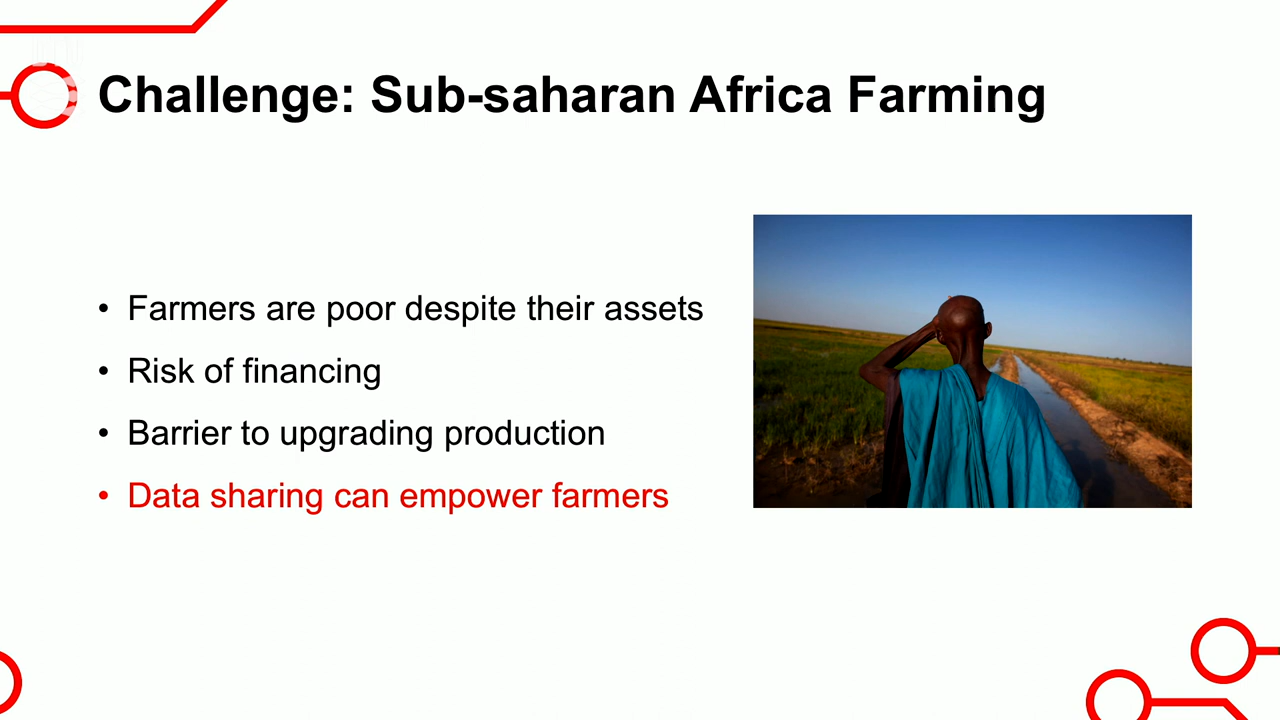 Challenge: Sub-saharan Africa Farming
• Farmers are poor despite their assets
• Risk of financing
• Barrier to upgrading production
• Data sharing can empower farmers